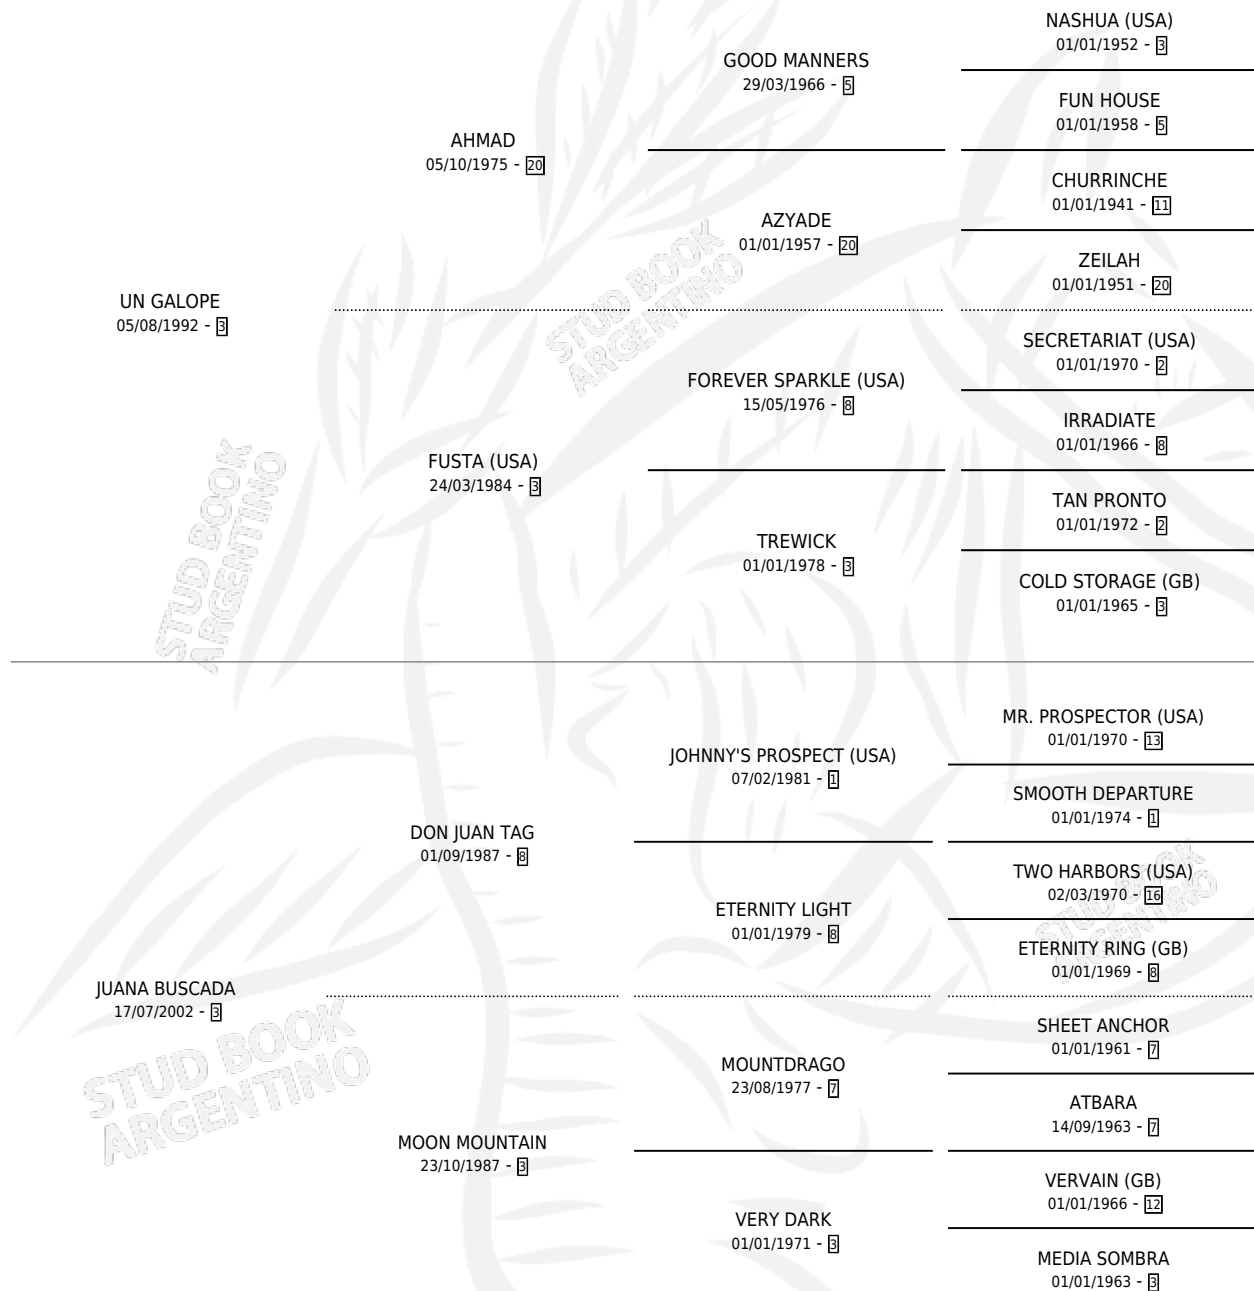 NASHUA (USA)
01/01/1952 - 3
GOOD MANNERS
29/03/1966 - 5
FUN HOUSE
01/01/1958 - 5
AHMAD
05/10/1975 - 20
CHURRINCHE
01/01/1941 - 11
AZYADE
01/01/1957 - 20
ZEILAH
01/01/1951 - 20
UN GALOPE
05/08/1992 - 3
STUD BOOK
ARGENTINO
SECRETARIAT (USA)
01/01/1970 - 2
FOREVER SPARKLE (USA)
15/05/1976 - 8
IRRADIATE
01/01/1966 - 8
FUSTA (USA)
24/03/1984 - 3
TAN PRONTO
01/01/1972 - 2
TREWICK
01/01/1978 - 3
COLD STORAGE (GB)
01/01/1965 - 3
STUD BOOK
ARGENTINO
MR. PROSPECTOR (USA)
01/01/1970 - 13
JOHNNY'S PROSPECT (USA)
07/02/1981 - 1
SMOOTH DEPARTURE
01/01/1974 - 1
DON JUAN TAG
01/09/1987 - 8
TWO HARBORS (USA)
02/03/1970 - 16
ETERNITY LIGHT
01/01/1979 - 8
STUD BOOK
ARGENTINO
ETERNITY RING (GB)
01/01/1969 - 8
JUANA BUSCADA
17/07/2002 - 3
SHEET ANCHOR
01/01/1961 - 7
MOUNTDRAGO
23/08/1977 - 7
STUD BOOK
ARGENTINO
ATBARA
14/09/1963 - 7
MOON MOUNTAIN
23/10/1987 - 3
VERVAIN (GB)
01/01/1966 - 12
VERY DARK
01/01/1971 - 3
MEDIA SOMBRA
01/01/1963 - 3